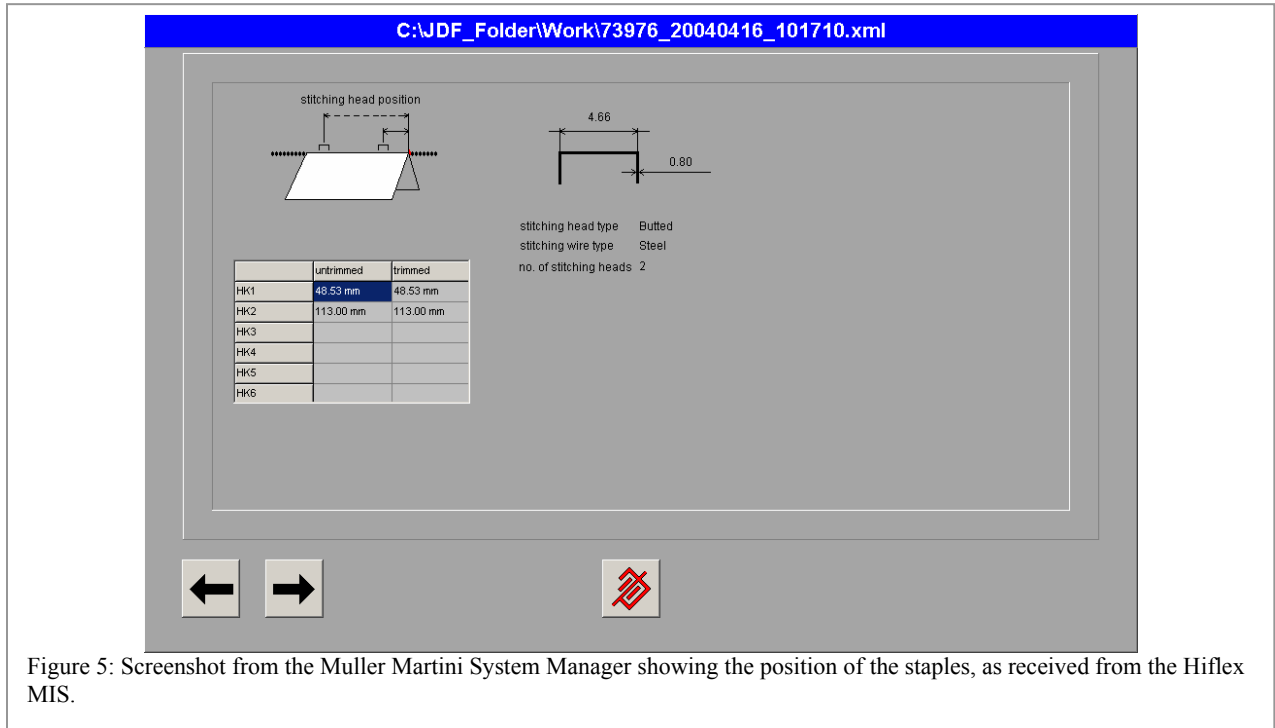 C:\JDF_Folder\Work\73976_20040416_101710.xml
stitching head position
4.66
0.80
stitching head type Butted
stitching wire type Steel
no. of stitching heads 2
untrimmed trimmed
HK1 48.53 mm 48.53 mm
HK2 113.00 mm 113.00 mm
HK3
HK4
HK5
HK6
Figure 5: Screenshot from the Muller Martini System Manager showing the position of the staples, as received from the Hiflex
MIS.